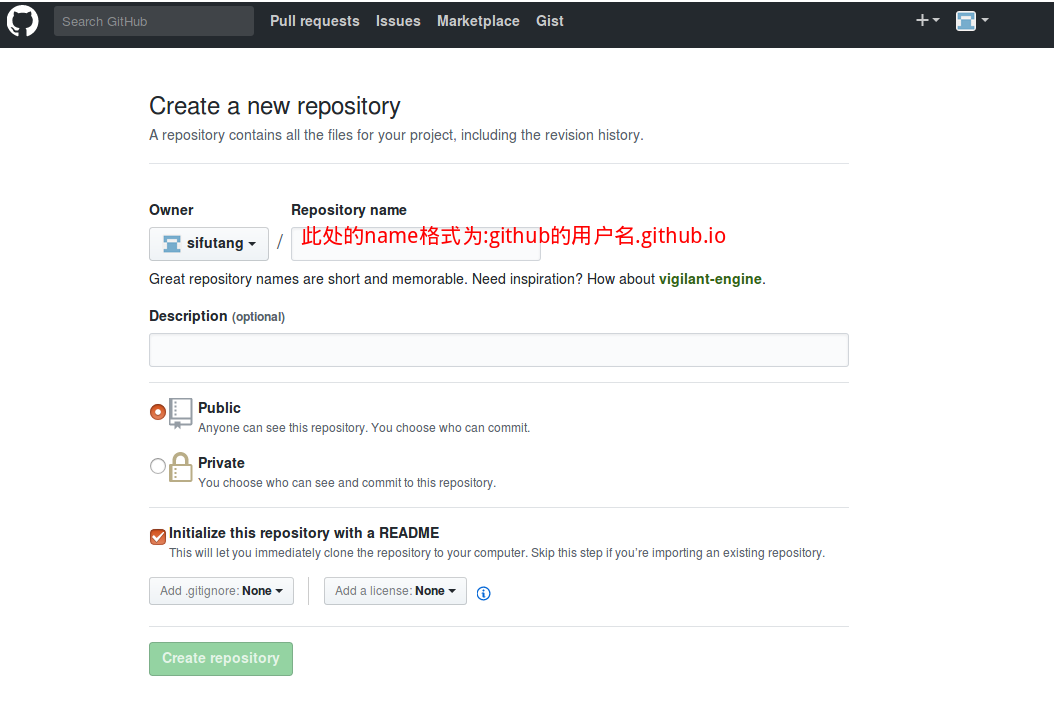 Search GitHub Pull requests Issues Marketplace Gist
Create a new repository
A repository contains all the files for your project, including the revision history.
Owner Repository name
sifutang / 此处的name格式为:github的用户名.github.io
Great repository names are short and memorable. Need inspiration? How about vigilant-engine.
Description (optional)
Public
Anyone can see this repository. You choose who can commit.
Private
You choose who can see and commit to this repository.
Initialize this repository with a README
This will let you immediately clone the repository to your computer. Skip this step if you're importing an existing repository.
Add .gitignore: None Add a license: None
Create repository